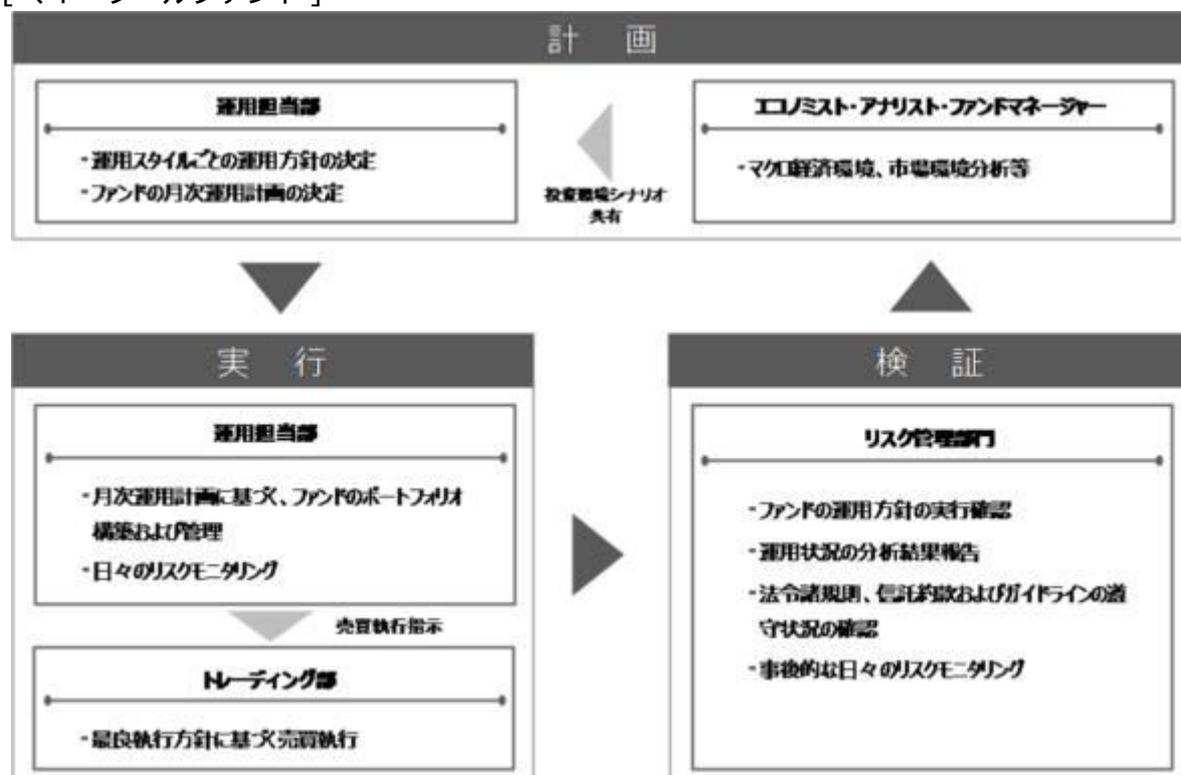 計 画
運用担当部
・運用スタイルごとの運用方針の決定
・ファンドの月次運用計画の決定
投資環境シナリオ
共有
エコノミスト・アナリスト・ファンドマネージャー
・マクロ経済環境、市場環境分析等
実 行
運用担当部
・月次運用計画に基づく、ファンドのポートフォリオ
構築および管理
・日々のリスクモニタリング
売買執行指示
トレーディング部
・最良執行方針に基づく売買執行
検 証
リスク管理部門
・ファンドの運用方針の実行確認
・運用状況の分析結果報告
・法令諸規則、信託約款およびガイドラインの遵
守状況の確認
・事後的な日々のリスクモニタリング